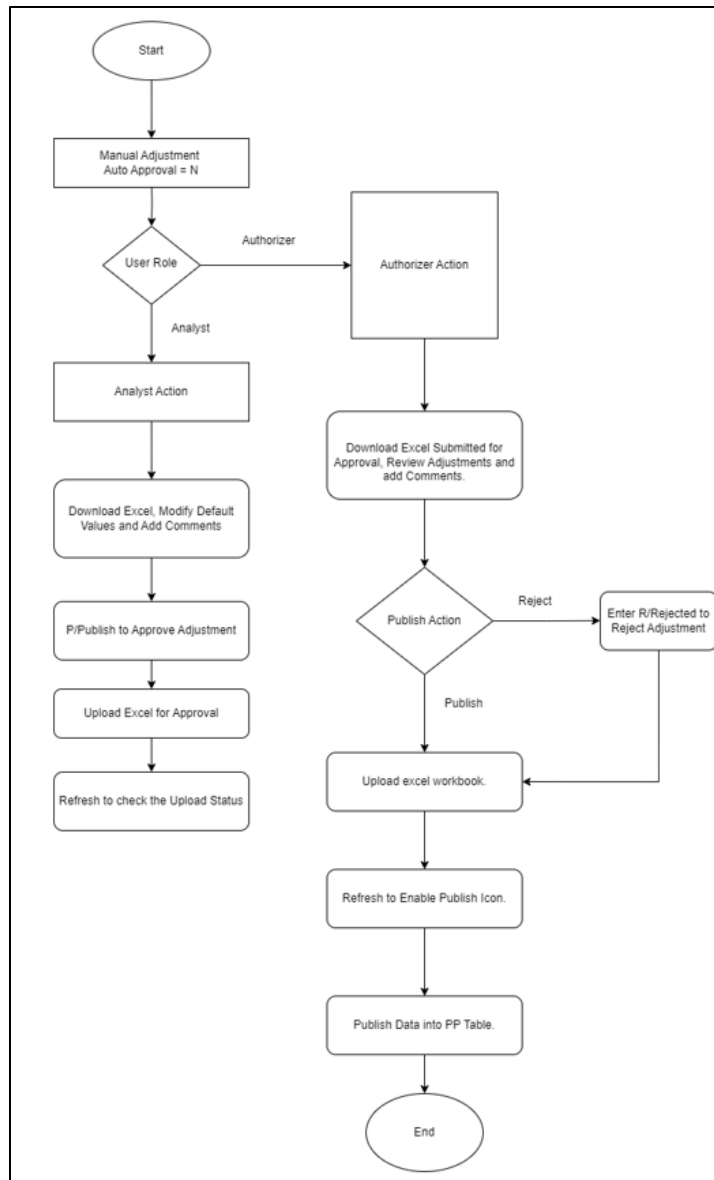 Start
Manual Adjustment
Auto Approval = N
User Role
Authorizer
Authorizer Action
Analyst
Analyst Action
Download Excel, Modify Default
Values and Add Comments
P/Publish to Approve Adjustment
Upload Excel for Approval
Refresh to check the Upload Status
Download Excel Submitted for
Approval, Review Adjustments and
add Comments.
Publish Action
Reject
Enter R/Rejected to
Reject Adjustment
Publish
Upload excel workbook.
Refresh to Enable Publish Icon.
Publish Data into PP Table.
End